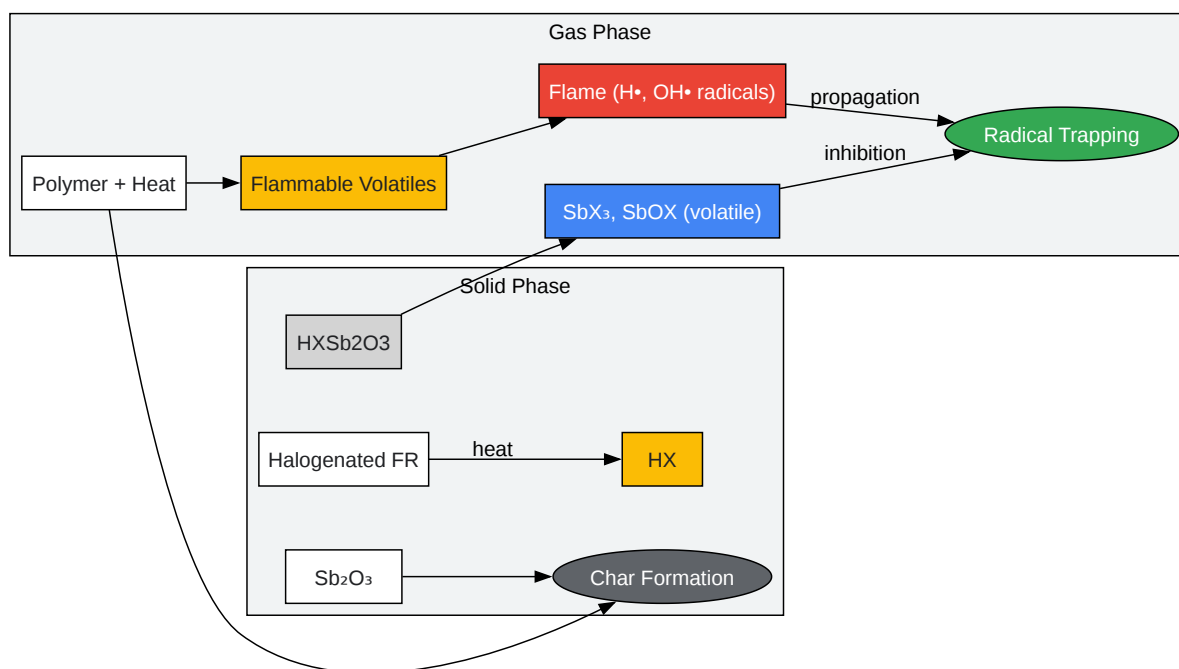 Gas Phase
Flame (H•, OH• radicals)
propagation
Radical Trapping
inhibition
Polymer + Heat
Flammable Volatiles
SbX₃, SbOX (volatile)
Solid Phase
HXSb2O3
Halogenated FR
heat
HX
Sb₂O₃
Char Formation